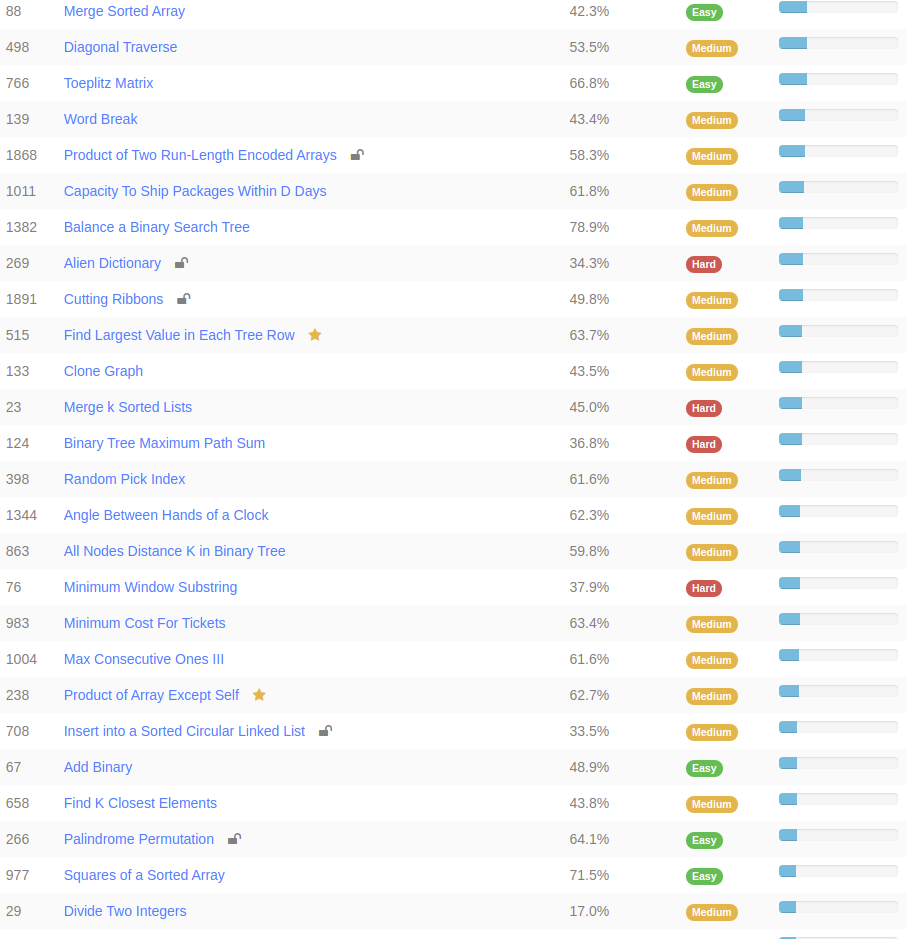 88 Merge Sorted Array 42.3% Easy
498 Diagonal Traverse 53.5% Medium
766 Toeplitz Matrix 66.8% Easy
139 Word Break 43.4% Medium
1868 Product of Two Run-Length Encoded Arrays 58.3% Medium
1011 Capacity To Ship Packages Within D Days 61.8% Medium
1382 Balance a Binary Search Tree 78.9% Medium
269 Alien Dictionary 34.3% Hard
1891 Cutting Ribbons 49.8% Medium
515 Find Largest Value in Each Tree Row 63.7% Medium
133 Clone Graph 43.5% Medium
23 Merge k Sorted Lists 45.0% Hard
124 Binary Tree Maximum Path Sum 36.8% Hard
398 Random Pick Index 61.6% Medium
1344 Angle Between Hands of a Clock 62.3% Medium
863 All Nodes Distance K in Binary Tree 59.8% Medium
76 Minimum Window Substring 37.9% Hard
983 Minimum Cost For Tickets 63.4% Medium
1004 Max Consecutive Ones III 61.6% Medium
238 Product of Array Except Self 62.7% Medium
708 Insert into a Sorted Circular Linked List 33.5% Medium
67 Add Binary 48.9% Easy
658 Find K Closest Elements 43.8% Medium
266 Palindrome Permutation 64.1% Easy
977 Squares of a Sorted Array 71.5% Easy
29 Divide Two Integers 17.0% Medium